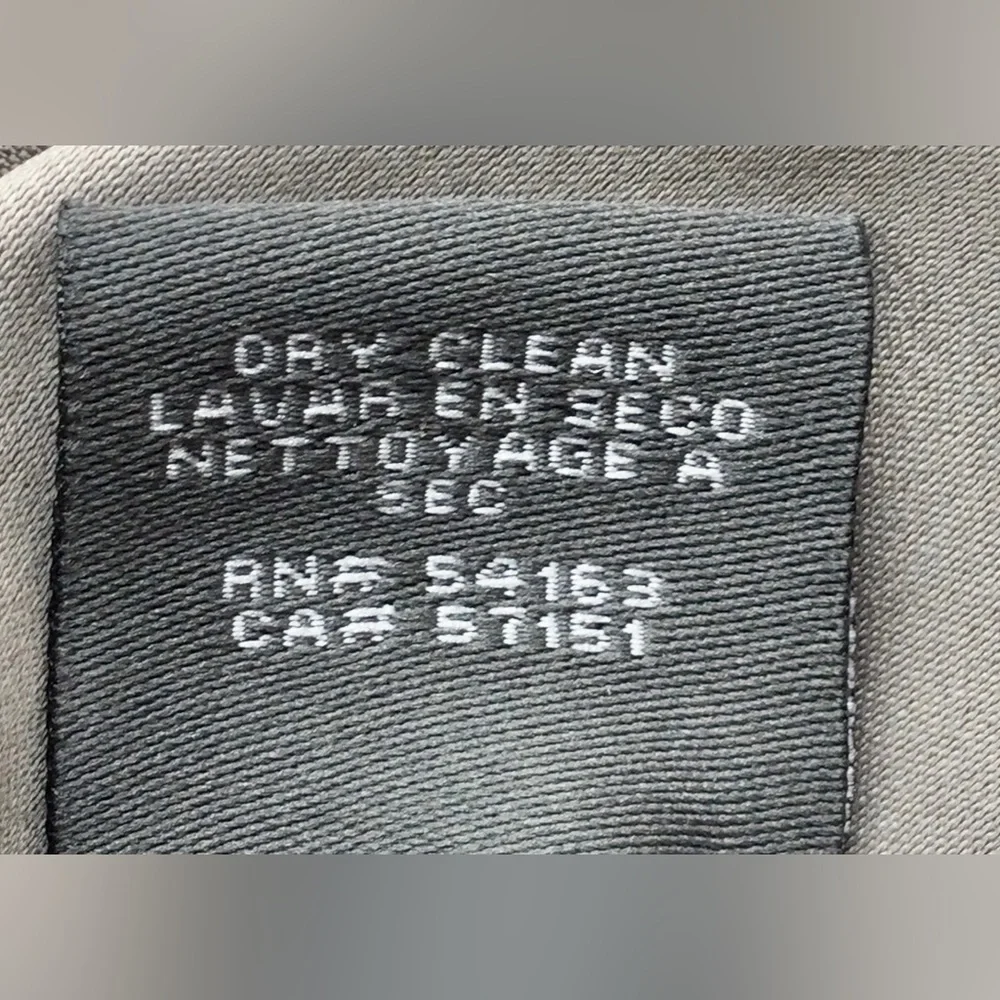 DRY CLEAN
LAVAR EN SECO
NETTOYAGE A
SEC
RN# 54163
CA# 57151